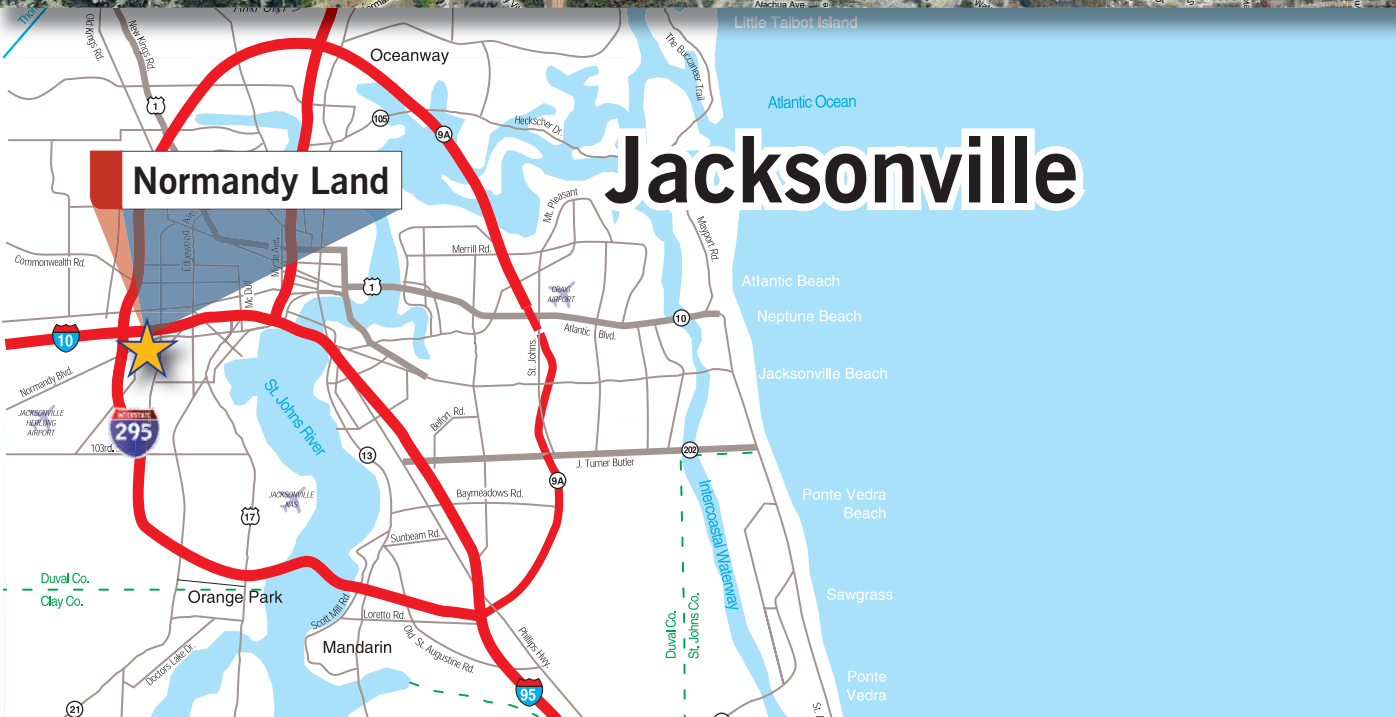 Alachua Ave
Little Talbot Island
Old Kings Rd.
New Kings Rd.
Oceanway
The Buccaneer Trail
Atlantic Ocean
1
105
9A
Heckscher Dr.
Jacksonville
Normandy Land
Mt. Pleasant
Mayport Rd.
Edgewood Ave.
Merrill Rd.
Commonwealth Rd.
Mc Duff
1
CRAIG
AIRPORT
Atlantic Beach
Neptune Beach
10
10
Atlantic Blvd.
St. Johns
Normandy Blvd.
Jacksonville Beach
St. Johns River
JACKSONVILLE
HERLONG
AIRPORT
INTERSTATE
295
Belfort Rd.
103rd.
13
202
J. Turner Butler
9A
JACKSONVILLE
NAS
Baymeadows Rd.
Intercoastal Waterway
Ponte Vedra
Beach
17
Sunbeam Rd.
Duval Co.
Clay Co.
Orange Park
Sawgrass
Scott Mill Rd.
Loretto Rd.
Duval Co.
St. Johns Co.
Mandarin
Old St. Augustine Rd.
Phillips Hwy.
Doctors Lake Dr.
Ponte
Vedra
95
21